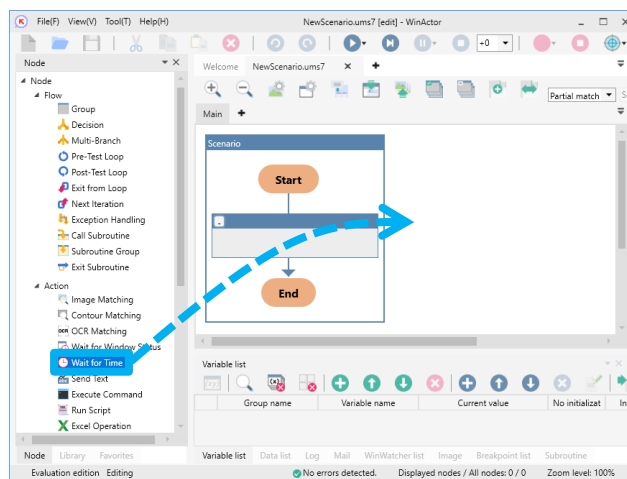 File(F) View(V) Tool(T) Help(H)
NewScenario.ums7 [edit] - WinActor
+0
Node
Welcome NewScenario.ums7
Node
Flow
Group
Decision
Multi-Branch
Pre-Test Loop
Post-Test Loop
Exit from Loop
Next Iteration
Exception Handling
Call Subroutine
Subroutine Group
Exit Subroutine
Action
Image Matching
Contour Matching
OCR OCR Matching
Wait for Window Status
Wait for Time
Send Text
Execute Command
Run Script
Excel Operation
Partial match
Main
Scenario
Start
End
Variable list
Group name Variable name Current value No initializat In
Node Library Favorites
Variable list Data list Log Mail WinWatcher list Image Breakpoint list Subroutine
Evaluation edition Editing No errors detected. Displayed nodes / All nodes: 0 / 0 Zoom level: 100%